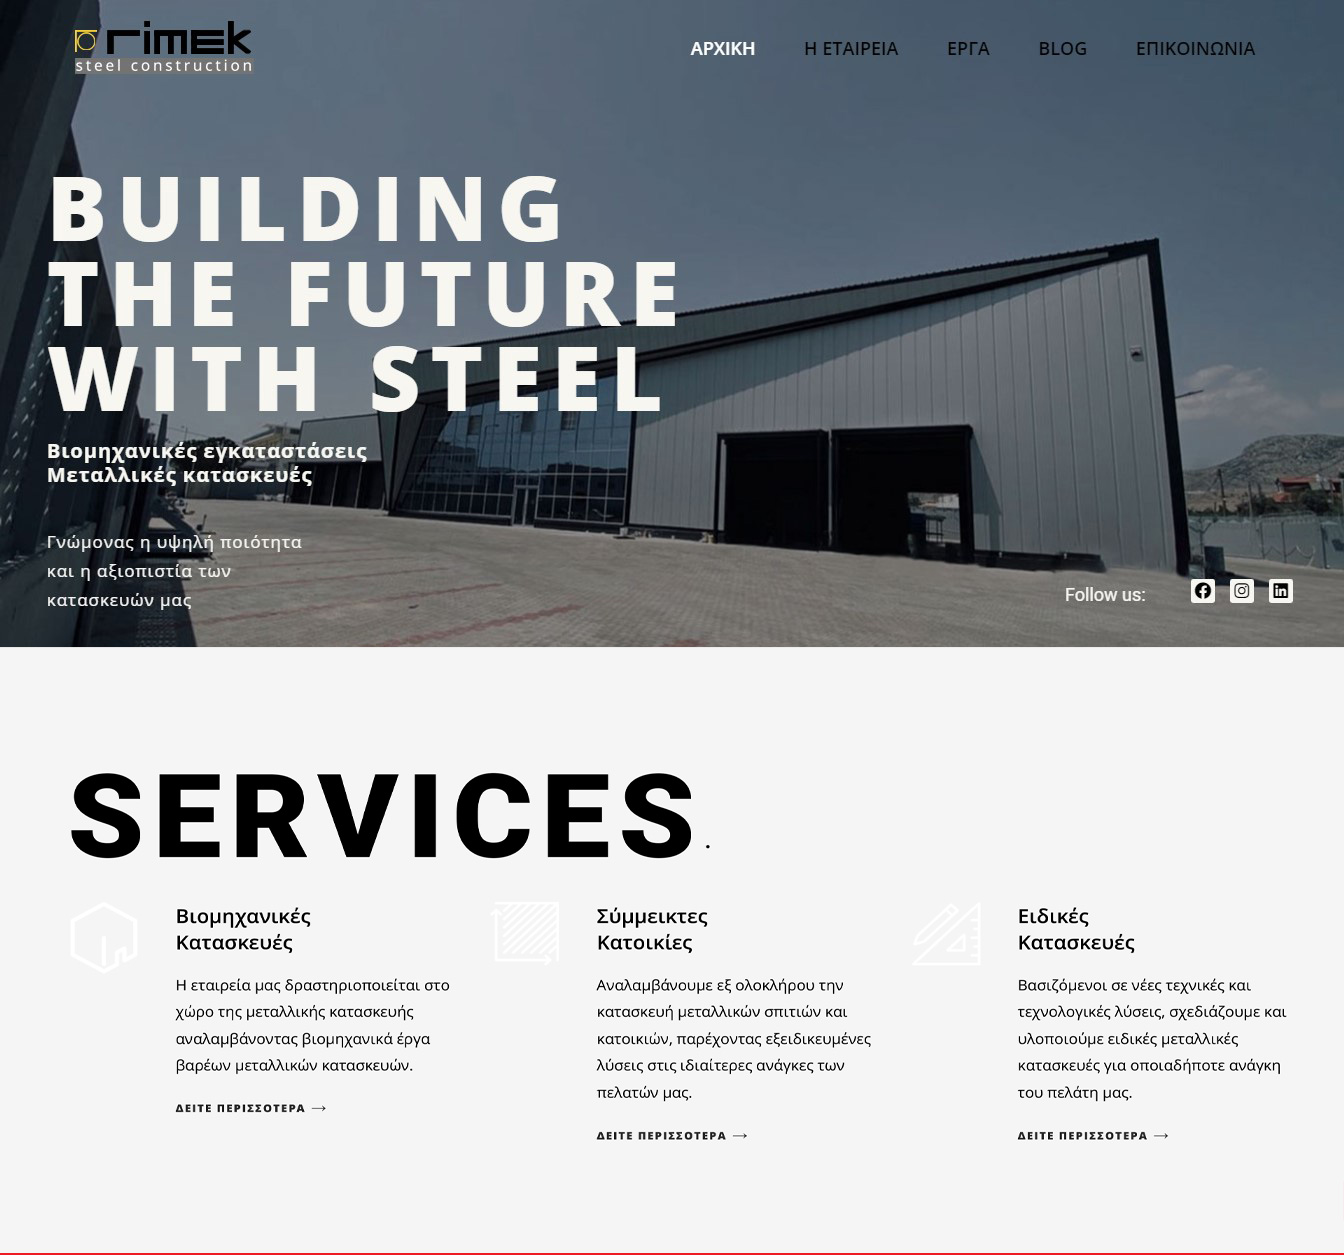 rimek
steel construction
ΑΡΧΙΚΗ Η ΕΤΑΙΡΕΙΑ ΕΡΓΑ BLOG ΕΠΙΚΟΙΝΩΝΙΑ
BUILDING
THE FUTURE
WITH STEEL
Βιομηχανικές εγκαταστάσεις
Μεταλλικές κατασκευές
Γνώμονας η υψηλή ποιότητα
και η αξιοπιστία των
κατασκευών μας
Follow us:
SERVICES.
Βιομηχανικές
Κατασκευές
Η εταιρεία μας δραστηριοποιείται στο
χώρο της μεταλλικής κατασκευής
αναλαμβάνοντας βιομηχανικά έργα
βαρέων μεταλλικών κατασκευών.
ΔΕΙΤΕ ΠΕΡΙΣΣΟΤΕΡΑ →
Σύμμεικτες
Κατοικίες
Αναλαμβάνουμε εξ ολοκλήρου την
κατασκευή μεταλλικών σπιτιών και
κατοικιών, παρέχοντας εξειδικευμένες
λύσεις στις ιδιαίτερες ανάγκες των
πελατών μας.
ΔΕΙΤΕ ΠΕΡΙΣΣΟΤΕΡΑ →
Ειδικές
Κατασκευές
Βασιζόμενοι σε νέες τεχνικές και
τεχνολογικές λύσεις, σχεδιάζουμε και
υλοποιούμε ειδικές μεταλλικές
κατασκευές για οποιαδήποτε ανάγκη
του πελάτη μας.
ΔΕΙΤΕ ΠΕΡΙΣΣΟΤΕΡΑ →